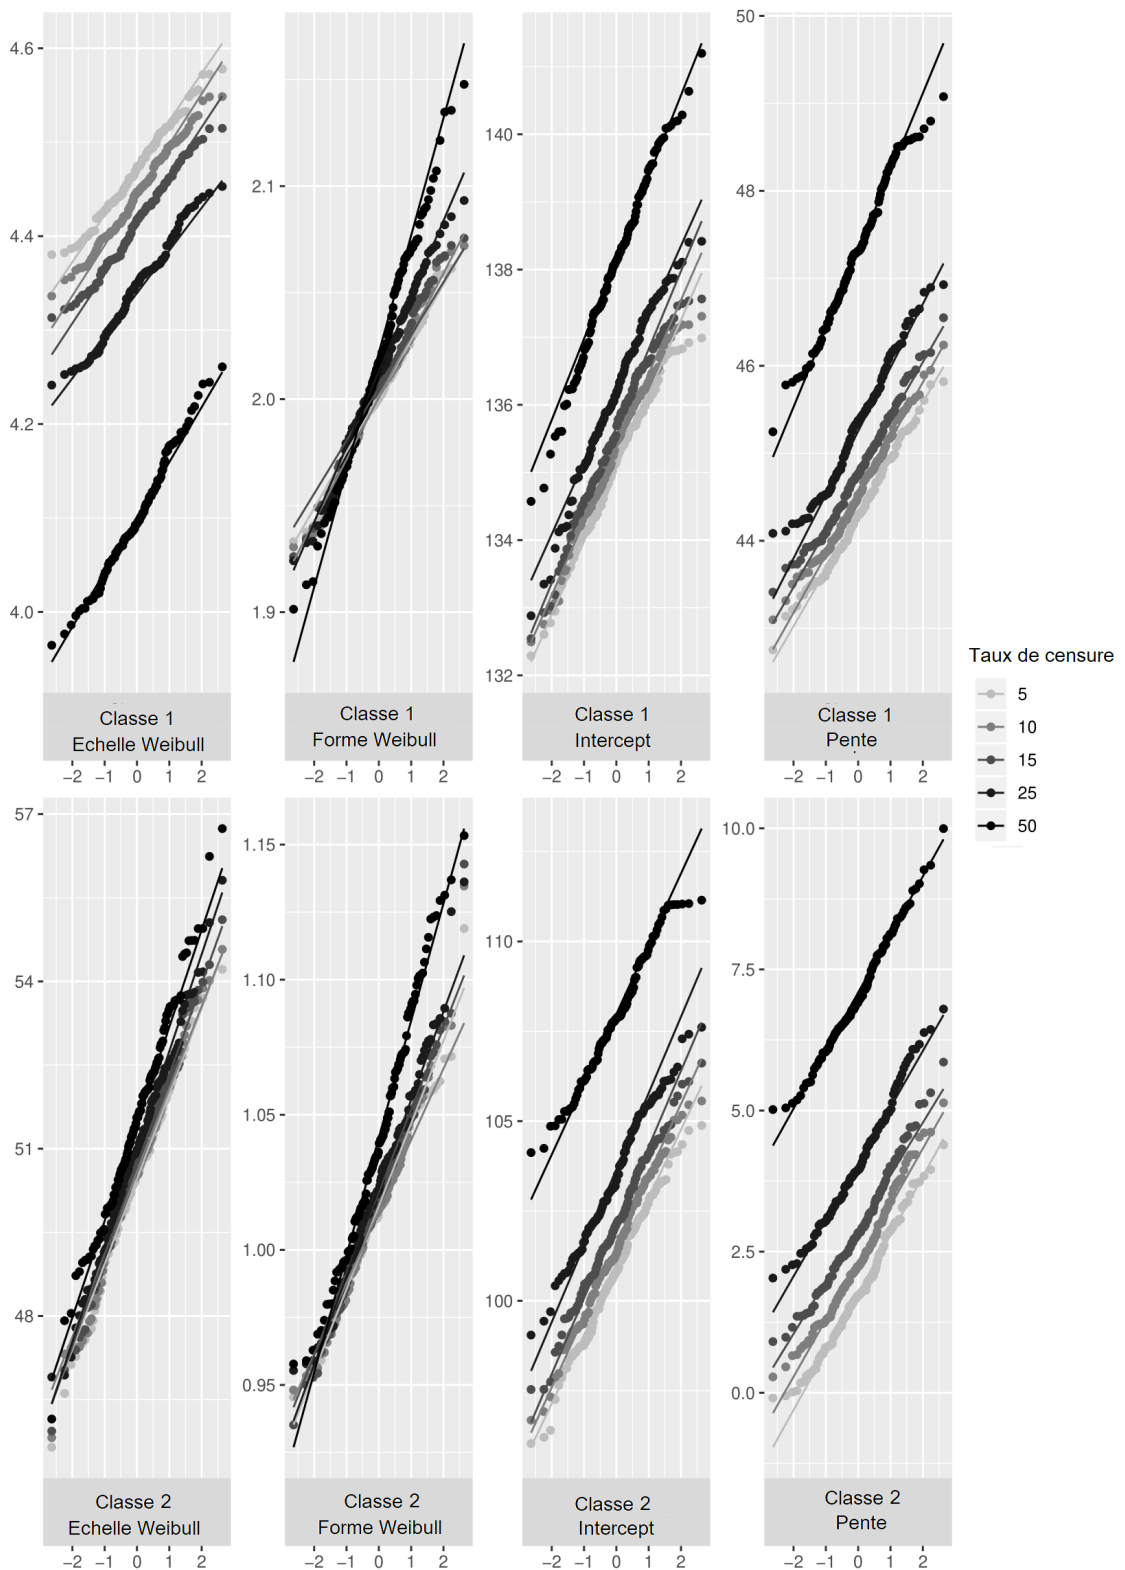 4.6
4.4
4.2
4.0
2.1
2.0
1.9
140
138
136
134
132
50
48
46
44
Classe 1
Echelle Weibull
Classe 1
Forme Weibull
Classe 1
Intercept
Classe 1
Pente
−2 −1 0 1 2
−2 −1 0 1 2
−2 −1 0 1 2
−2 −1 0 1 2
Taux de censure
5
10
15
25
50
57
54
51
48
1.15
1.10
1.05
1.00
0.95
110
105
100
10.0
7.5
5.0
2.5
0.0
Classe 2
Echelle Weibull
Classe 2
Forme Weibull
Classe 2
Intercept
Classe 2
Pente
−2 −1 0 1 2
−2 −1 0 1 2
−2 −1 0 1 2
−2 −1 0 1 2